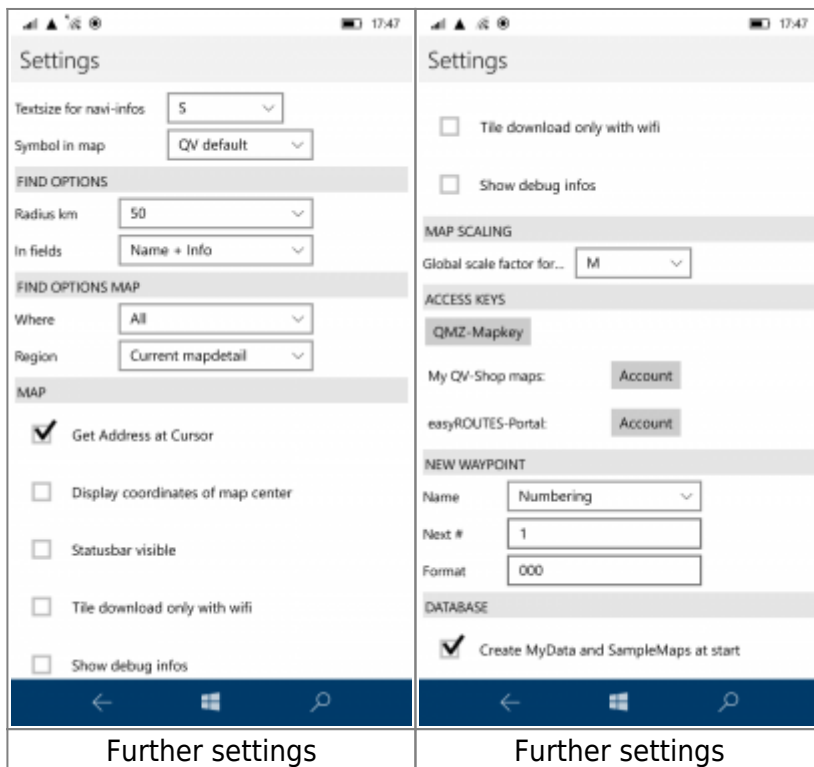 17:47
Settings
Textsize for navi-infos S
Symbol in map QV default
FIND OPTIONS
Radius km 50
In fields Name + Info
FIND OPTIONS MAP
Where All
Region Current mapdetail
MAP
Get Address at Cursor
Display coordinates of map center
Statusbar visible
Tile download only with wifi
Show debug infos
Further settings
17:47
Settings
Tile download only with wifi
Show debug infos
MAP SCALING
Global scale factor for... M
ACCESS KEYS
QMZ-Mapkey
My QV-Shop maps: Account
easyROUTES-Portal: Account
NEW WAYPOINT
Name Numbering
Next # 1
Format 000
DATABASE
Create MyData and SampleMaps at start
Further settings